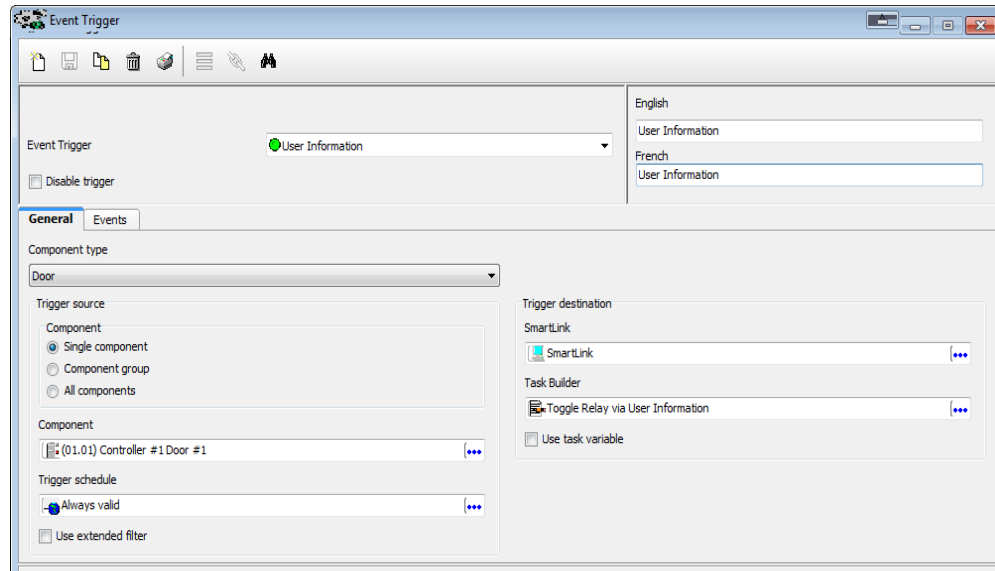 Event Trigger
English
User Information
Event Trigger
User Information
French
User Information
Disable trigger
General
Events
Component type
Door
Trigger source
Component
Single component
Component group
All components
Component
(01.01) Controller #1 Door #1
Trigger schedule
Always valid
Use extended filter
Trigger destination
SmartLink
SmartLink
Task Builder
Toggle Relay via User Information
Use task variable